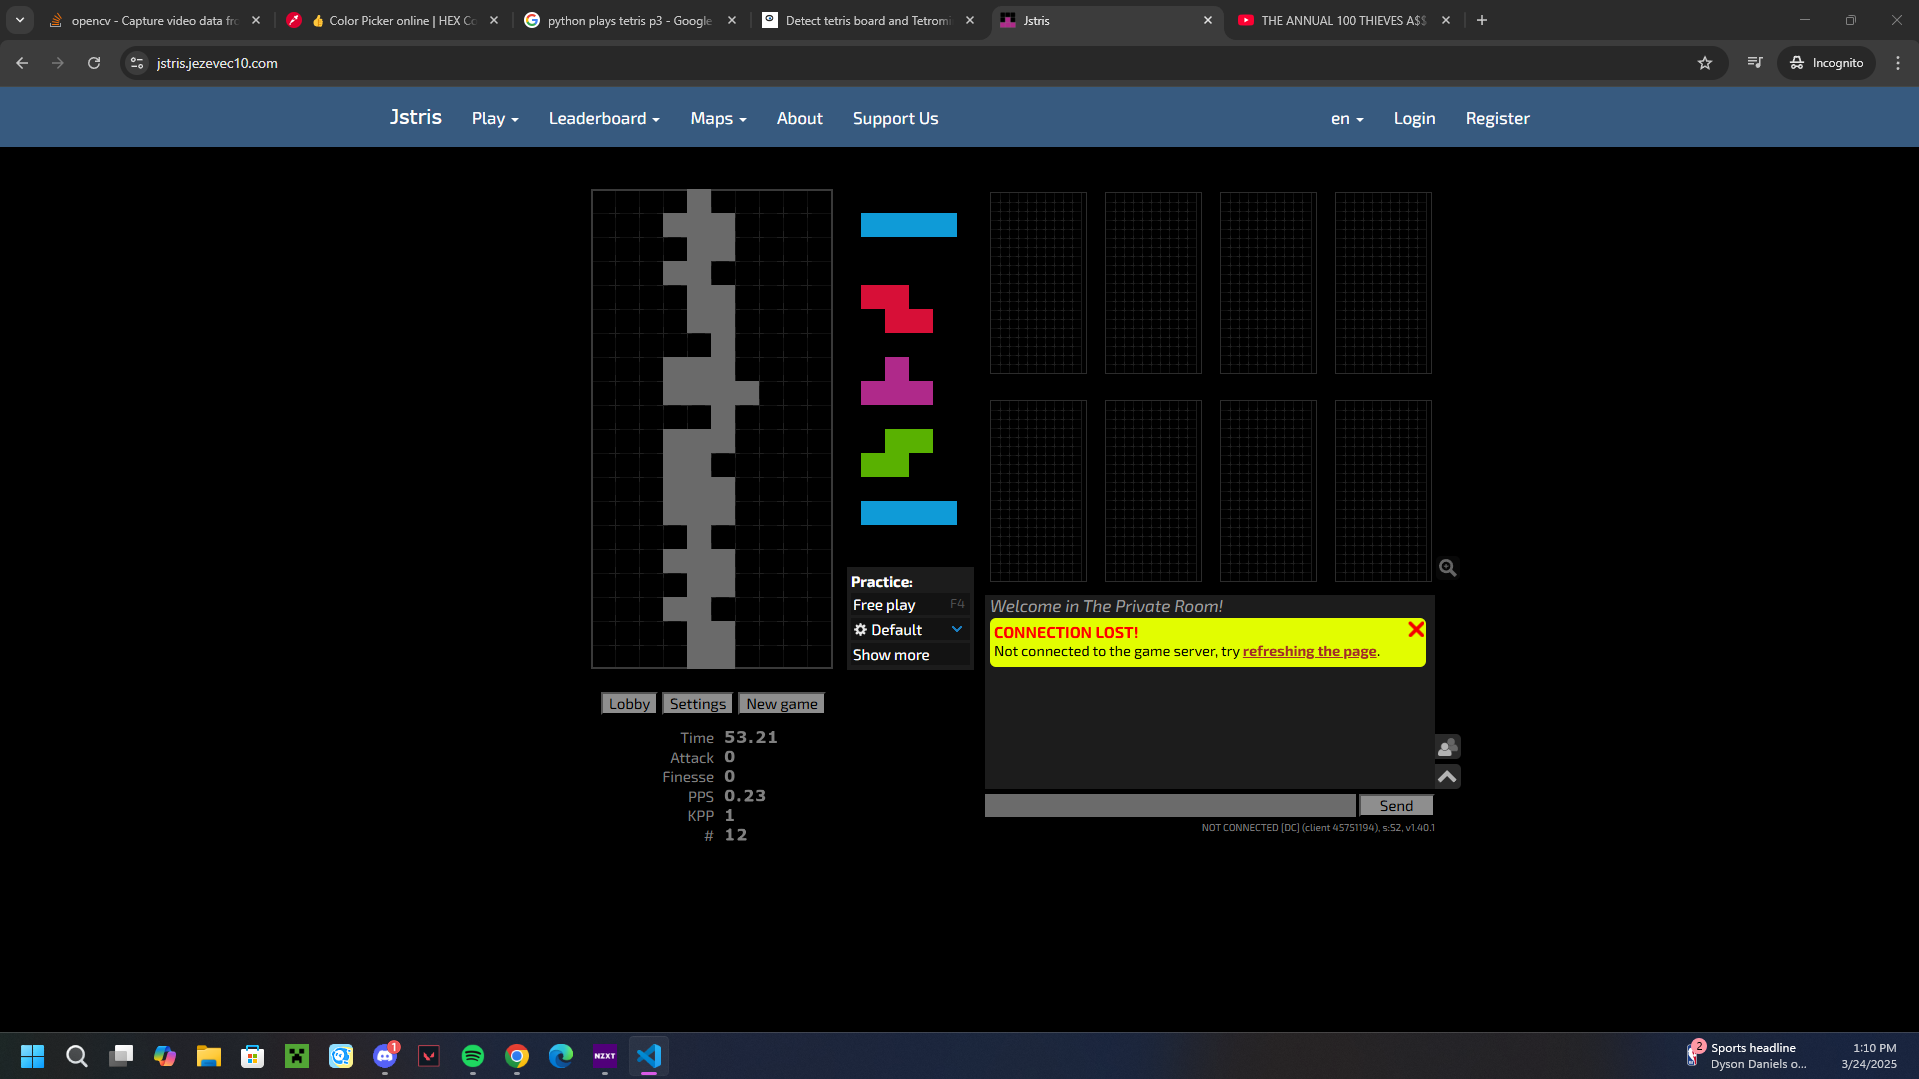 opencv - Capture video data fro
👍 Color Picker online | HEX Co
python plays tetris p3 - Google
Detect tetris board and Tetromi
Jstris
THE ANNUAL 100 THIEVES A$$
jstris.jezevec10.com
Incognito
Jstris
Play
Leaderboard
Maps
About
Support Us
en
Login
Register
Practice:
Free play F4
Default
Show more
Welcome in The Private Room!
CONNECTION LOST!
Not connected to the game server, try refreshing the page.
Lobby
Settings
New game
Time 53.21
Attack 0
Finesse 0
PPS 0.23
KPP 1
# 12
Send
NOT CONNECTED [DC] (client 45751194), s:52, v1.40.1
1
NZXT
2
Sports headline
Dyson Daniels o...
1:10 PM
3/24/2025